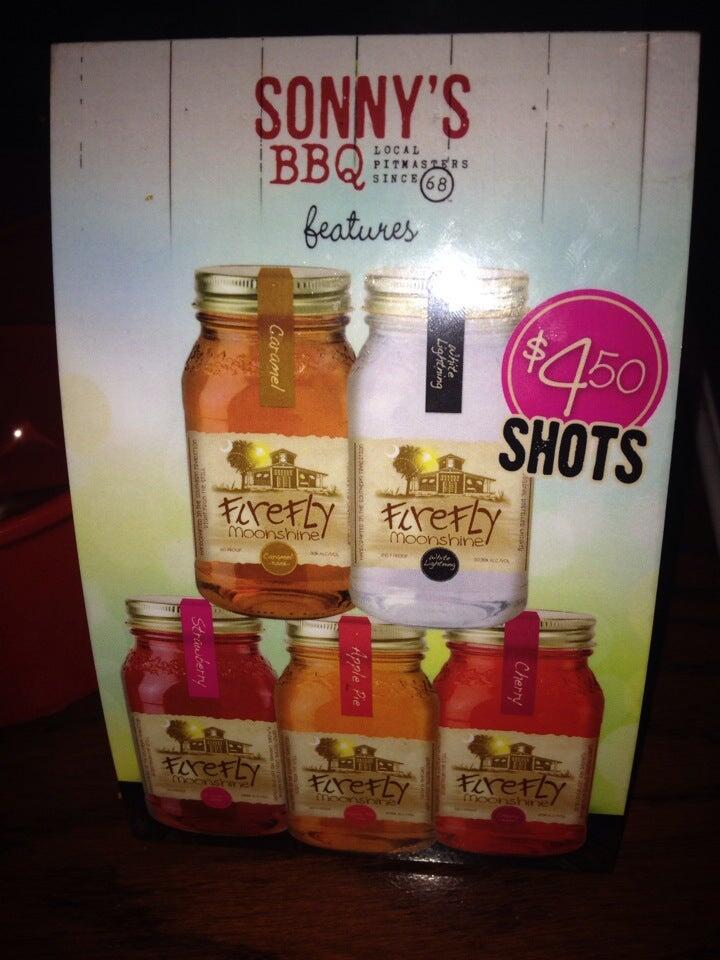 SONNY'S
BBQ
LOCAL
PITMASTERS
SINCE 68
features
$4.50
SHOTS
Caramel
White
Lightning
FIREFLY
moonshine
Caramel
FIREFLY
moonshine
White
Lightning
Strawberry
Apple Pie
Cherry
FIREFLY
moonshine
FIREFLY
moonshine
FIREFLY
moonshine